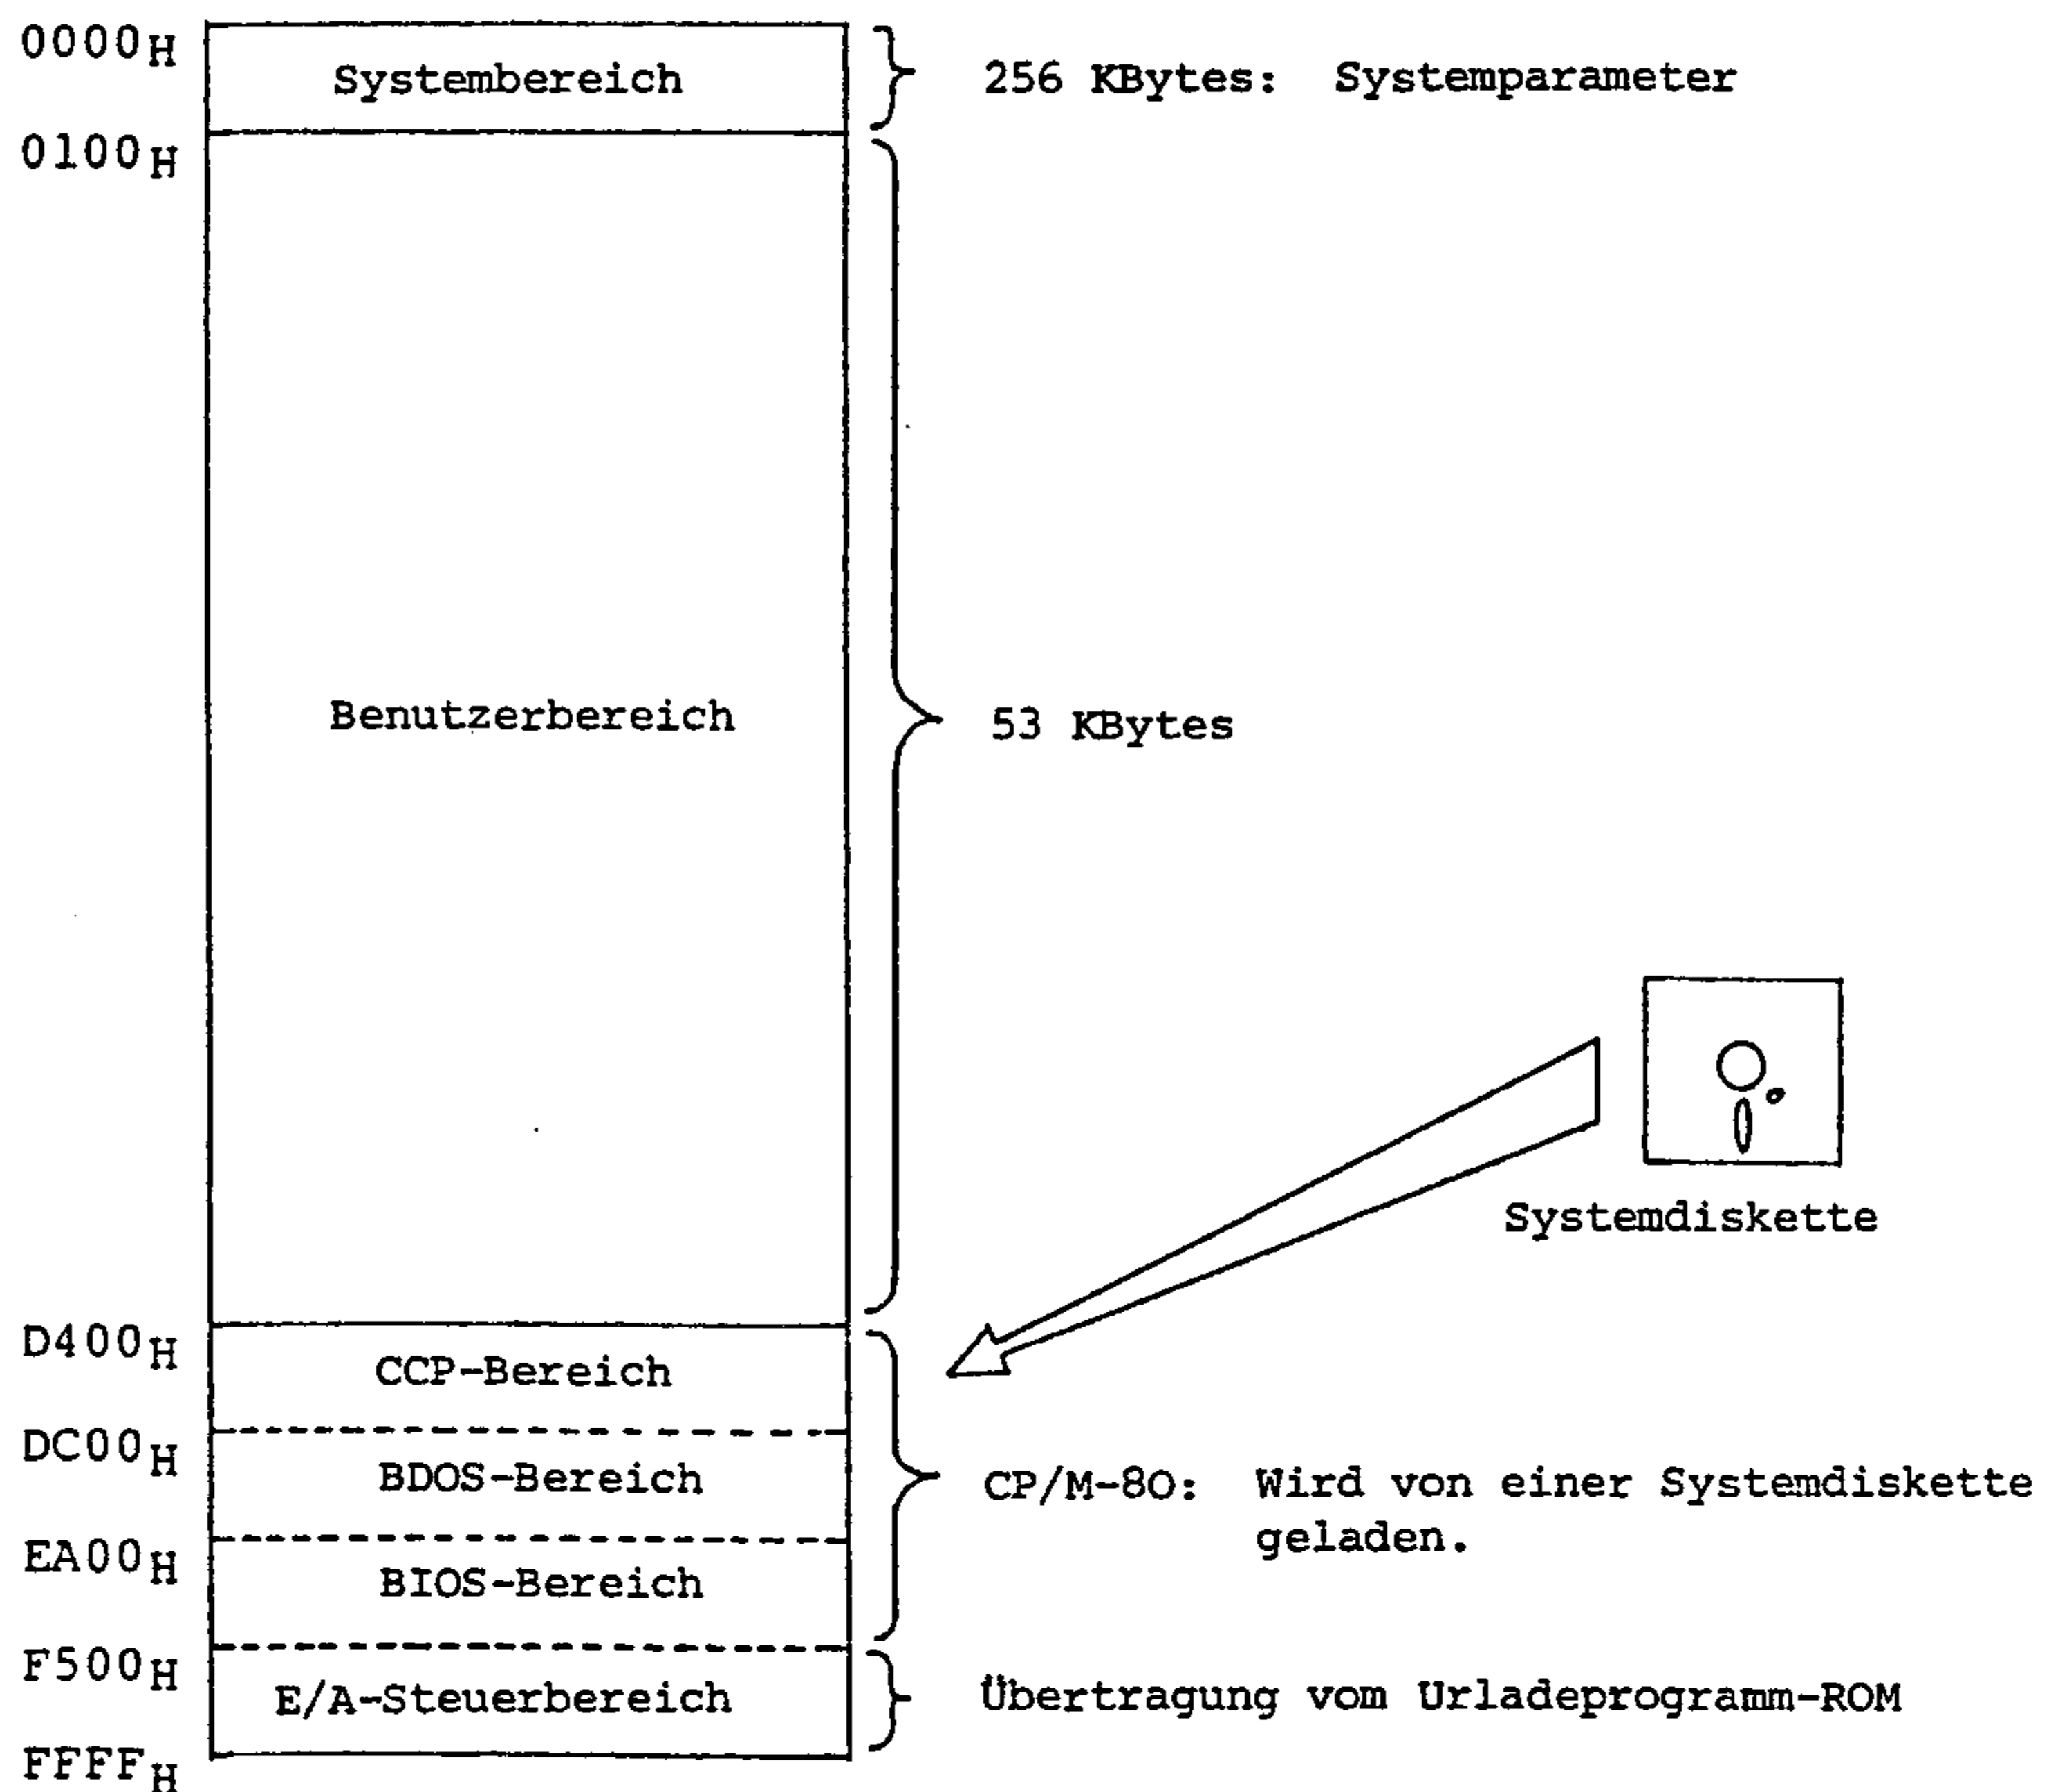 0000H
Systembereich
256 KBytes: Systemparameter
0100H
Benutzerbereich
53 KBytes
Systemdiskette
D400H
CCP-Bereich
DC00H
BDOS-Bereich
CP/M-80: Wird von einer Systemdiskette
geladen.
EA00H
BIOS-Bereich
F500H
E/A-Steuerbereich
Übertragung vom Urladeprogramm-ROM
FFFFH